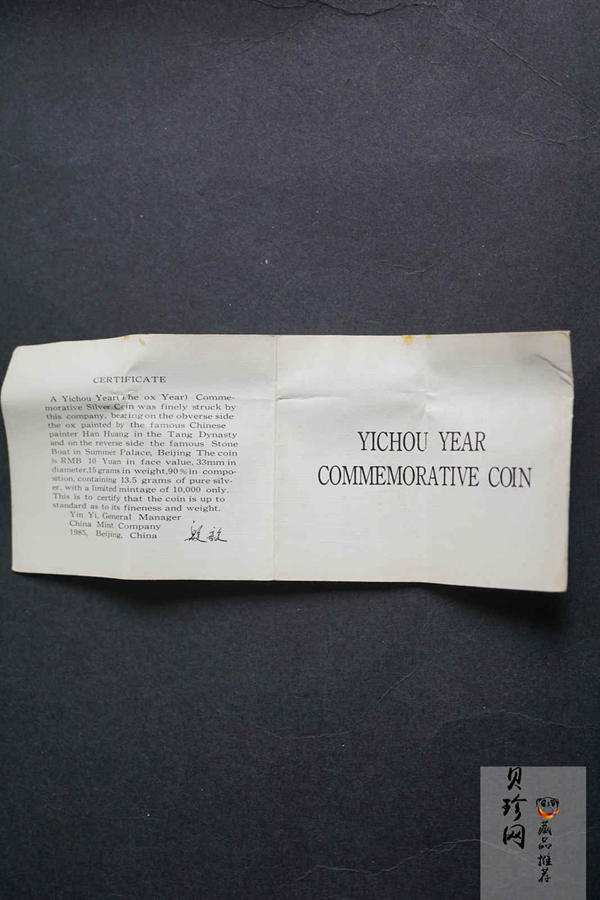 CERTIFICATE
A Yichou Year(the ox Year) Comme-
morative Silver Coin was finely struck by
this company, bearing on the obverse side
the ox painted by the famous Chinese
painter Han Huang in the Tang Dynasty
and on the reverse side the famous Stone
Boat in Summer Palace, Beijing The coin
is RMB 10 Yuan in face value, 33mm in
diameter,15 grams in weight,90% in compo-
sition, containing 13.5 grams of pure silv-
er, with a limited mintage of 10,000 only.
This is to certify that the coin is up to
standard as to its fineness and weight.
Yin Yi, General Manager
China Mint Company
1985, Beijing, China
YICHOU YEAR
COMMEMORATIVE COIN
贝珍网
藏品推荐